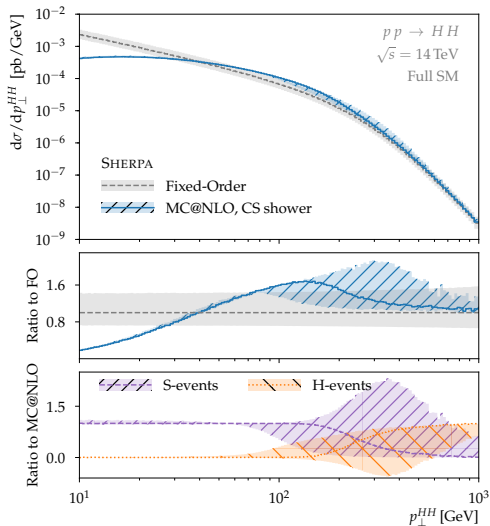 10^−2
10^−3
10^−4
10^−5
10^−6
10^−7
10^−8
10^−9
dσ/dp_⊥^HH [pb/GeV]
p p → H H
√s = 14 TeV
Full SM
SHERPA
Fixed-Order
MC@NLO, CS shower
1.6
0.8
Ratio to FO
S-events
H-events
1.5
0.0
Ratio to MC@NLO
10^1
10^2
10^3
p_⊥^HH [GeV]